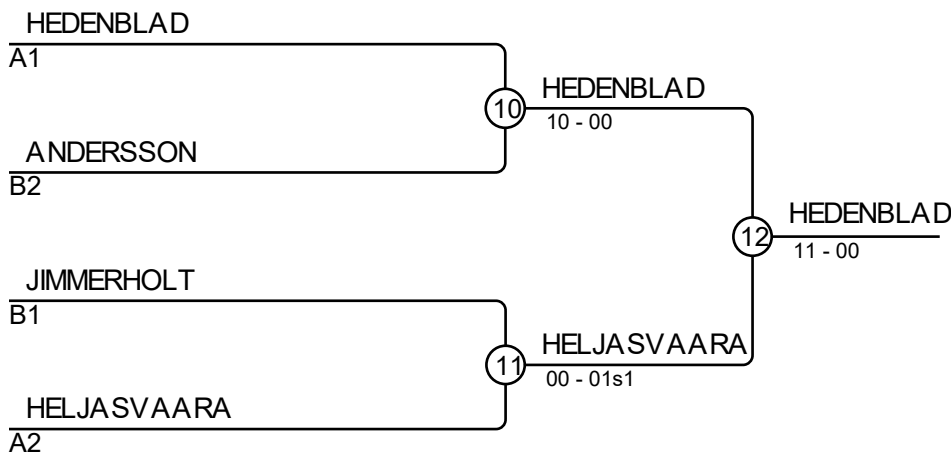 HEDENBLAD
A1
10
HEDENBLAD
10 - 00
ANDERSSON
B2
12
HEDENBLAD
11 - 00
JIMMERHOLT
B1
11
HELJASVAARA
00 - 01s1
HELJASVAARA
A2